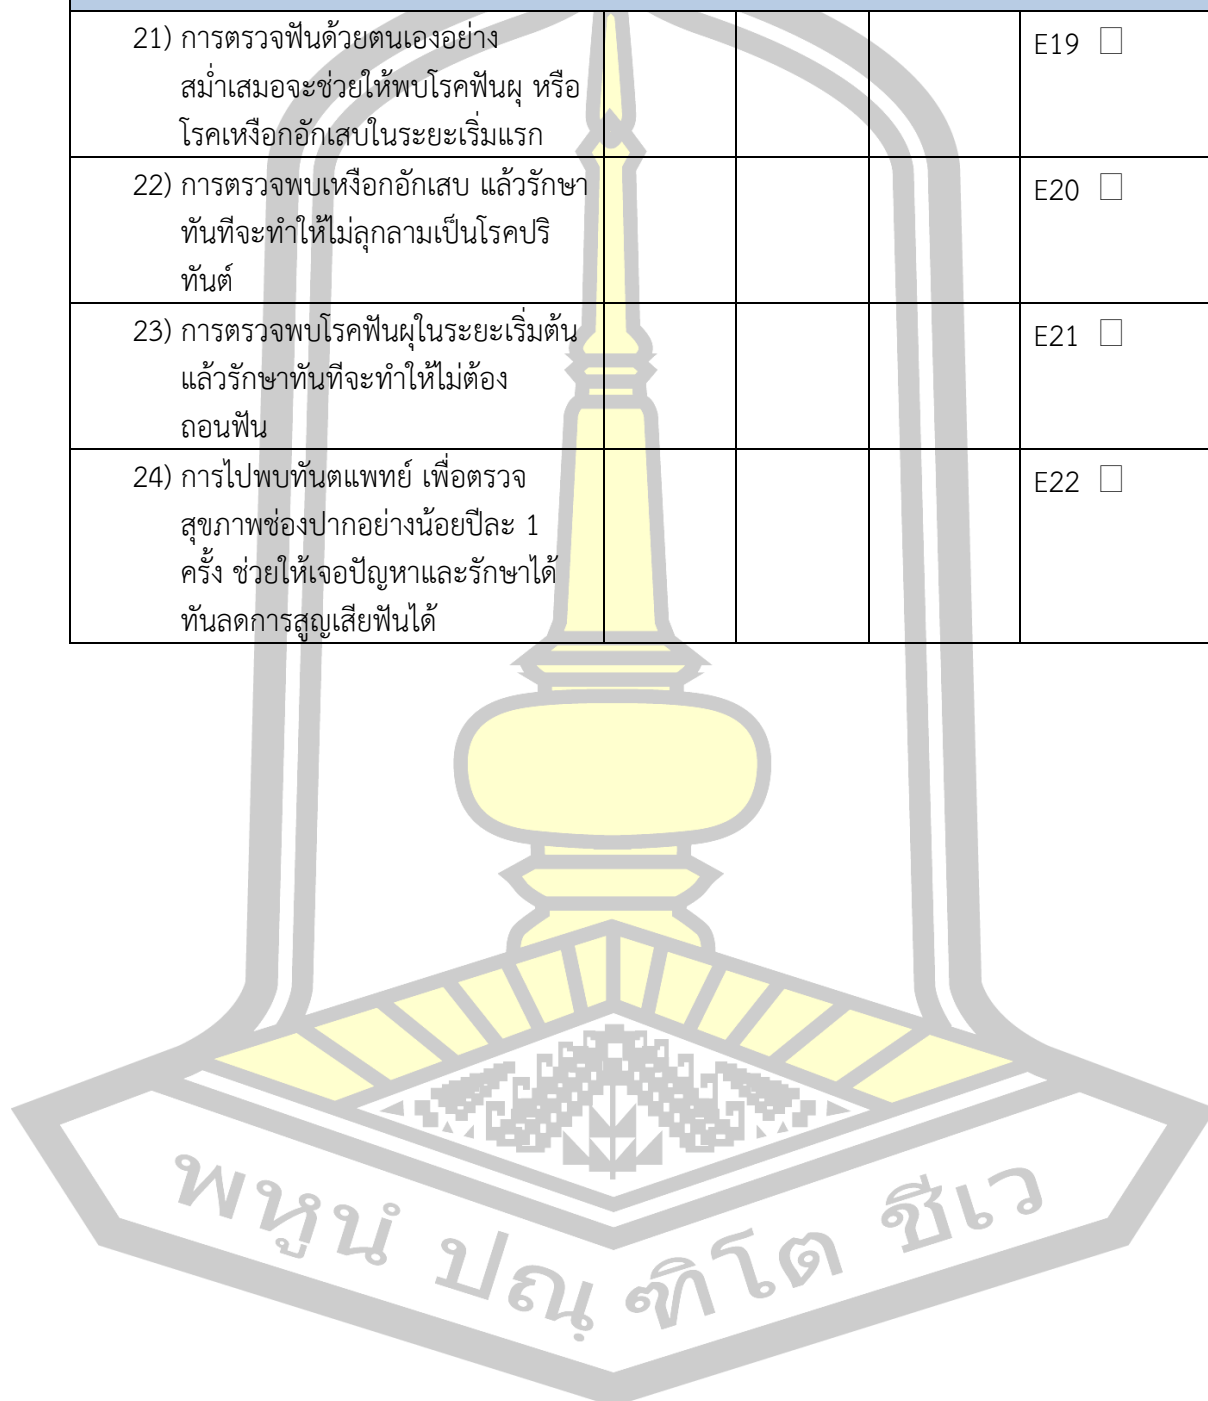 21) การตรวจฟันด้วยตนเองอย่าง
สม่ำเสมอจะช่วยให้พบโรคฟันผุ หรือ
โรคเหงือกอักเสบในระยะเริ่มแรก
E19 □
22) การตรวจพบเหงือกอักเสบ แล้วรักษา
ทันทีจะทำให้ไม่ลุกลามเป็นโรคปริ
ทันต์
E20 □
23) การตรวจพบโรคฟันผุในระยะเริ่มต้น
แล้วรักษาทันทีจะทำให้ไม่ต้อง
ถอนฟัน
E21 □
24) การไปพบทันตแพทย์ เพื่อตรวจ
สุขภาพช่องปากอย่างน้อยปีละ 1
ครั้ง ช่วยให้เจอปัญหาและรักษาได้
ทันลดการสูญเสียฟันได้
E22 □
พหูนํ ปณฺ ฑิโต ชีเว